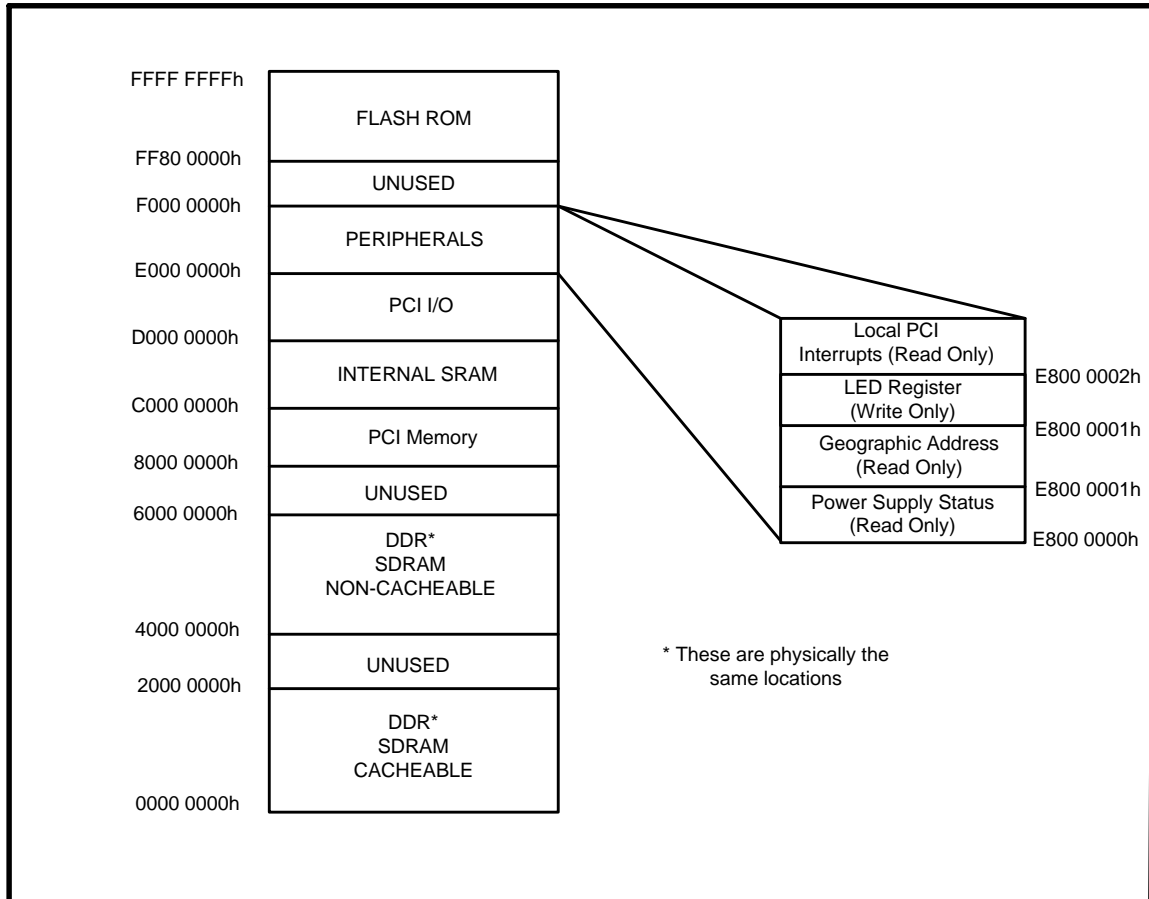 FFFF FFFFh
FLASH ROM
FF80 0000h
UNUSED
F000 0000h
PERIPHERALS
E000 0000h
PCI I/O
D000 0000h
INTERNAL SRAM
C000 0000h
PCI Memory
8000 0000h
UNUSED
6000 0000h
DDR*
SDRAM
NON-CACHEABLE
4000 0000h
UNUSED
2000 0000h
DDR*
SDRAM
CACHEABLE
0000 0000h
Local PCI
Interrupts (Read Only)
E800 0002h
LED Register
(Write Only)
E800 0001h
Geographic Address
(Read Only)
E800 0001h
Power Supply Status
(Read Only)
E800 0000h
* These are physically the
same locations